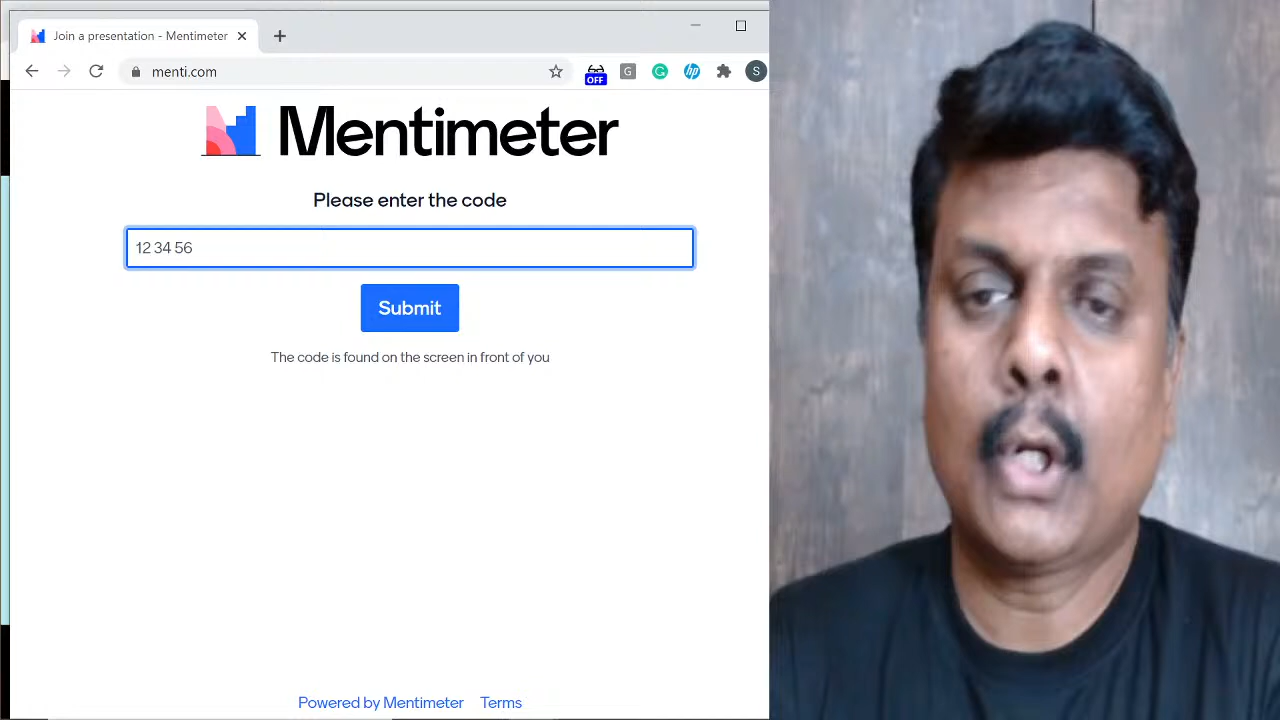 Join a presentation - Mentimeter
menti.com
OFF
G
G
hp
S
Mentimeter
Please enter the code
12 34 56
Submit
The code is found on the screen in front of you
Powered by Mentimeter Terms